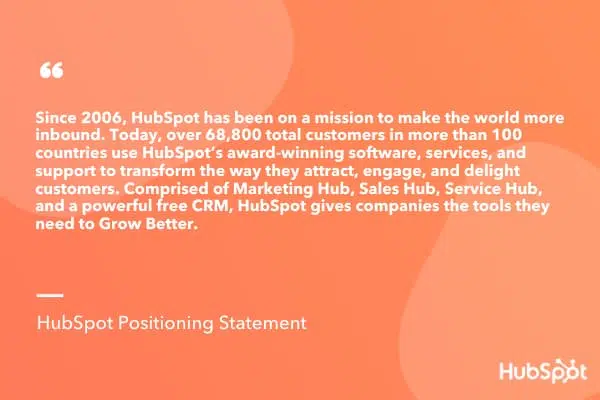 “
Since 2006, HubSpot has been on a mission to make the world more
inbound. Today, over 68,800 total customers in more than 100
countries use HubSpot’s award-winning software, services, and
support to transform the way they attract, engage, and delight
customers. Comprised of Marketing Hub, Sales Hub, Service Hub,
and a powerful free CRM, HubSpot gives companies the tools they
need to Grow Better.
HubSpot Positioning Statement
HubSpot